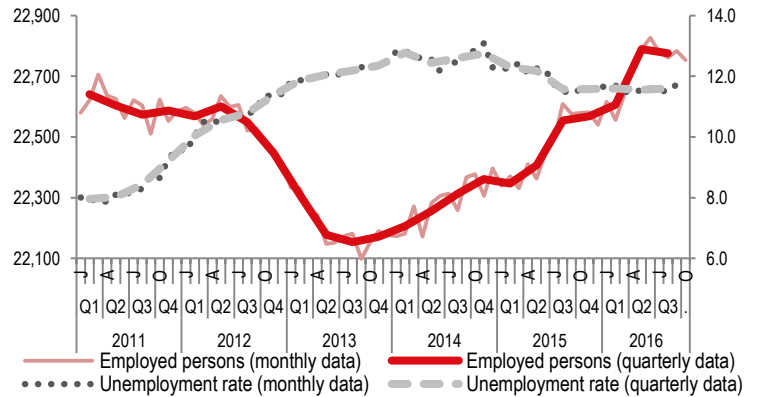 22,900 14.0
22,700 12.0
22,500 10.0
22,300 8.0
22,100 6.0
J A J O J A J O J A J O J A J O J A J O J A J O
Q1 Q2 Q3 Q4 Q1 Q2 Q3 Q4 Q1 Q2 Q3 Q4 Q1 Q2 Q3 Q4 Q1 Q2 Q3 Q4 Q1 Q2 Q3 .
2011 2012 2013 2014 2015 2016
Employed persons (monthly data) Employed persons (quarterly data)
Unemployment rate (monthly data) Unemployment rate (quarterly data)